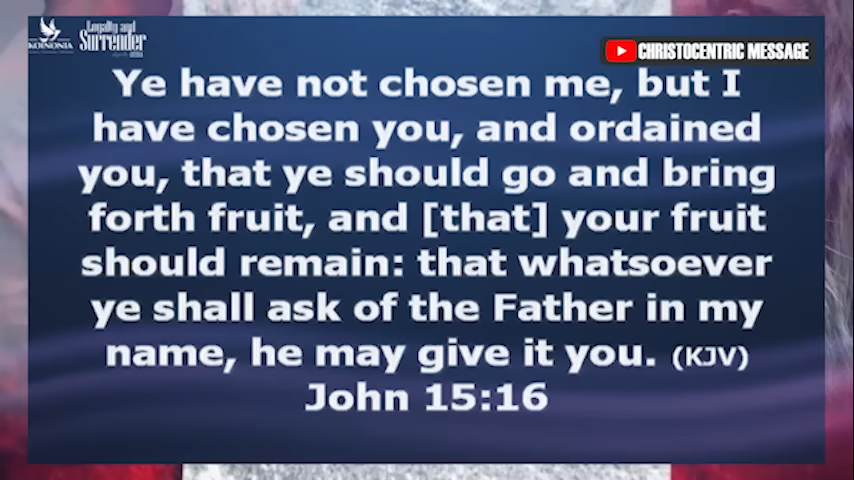 KOINONIA
Loyalty and
Surrender
CHRISTOCENTRIC MESSAGE
Ye have not chosen me, but I
have chosen you, and ordained
you, that ye should go and bring
forth fruit, and [that] your fruit
should remain: that whatsoever
ye shall ask of the Father in my
name, he may give it you. (KJV)
John 15:16